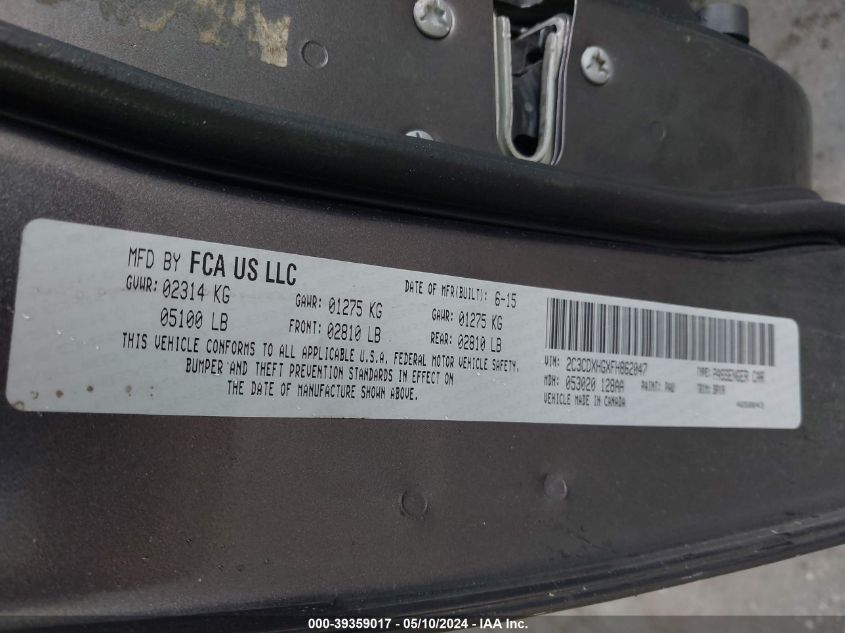 MFD BY FCA US LLC
DATE OF MFR(BUILT): 6-15
GVWR: 02314 KG
GAWR: 01275 KG
GAWR: 01275 KG
05100 LB
FRONT: 02810 LB
REAR: 02810 LB
THIS VEHICLE CONFORMS TO ALL APPLICABLE U.S.A. FEDERAL MOTOR VEHICLE SAFETY,
BUMPER AND THEFT PREVENTION STANDARDS IN EFFECT ON
THE DATE OF MANUFACTURE SHOWN ABOVE.
VIN: 2C3CDXHGXFH862047
TYPE: PASSENGER CAR
MDH: 053020 128AA
PAINT: PAU
TRIM:
VEHICLE MADE IN CANADA
000-39359017 - 05/10/2024 - IAA Inc.